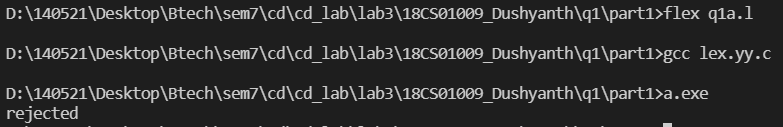 D:\140521\Desktop\Btech\sem7\cd\cd_lab\lab3\18CS01009_Dushyanth\q1\part1>flex q1a.l
D:\140521\Desktop\Btech\sem7\cd\cd_lab\lab3\18CS01009_Dushyanth\q1\part1>gcc lex.yy.c
D:\140521\Desktop\Btech\sem7\cd\cd_lab\lab3\18CS01009_Dushyanth\q1\part1>a.exe
rejected